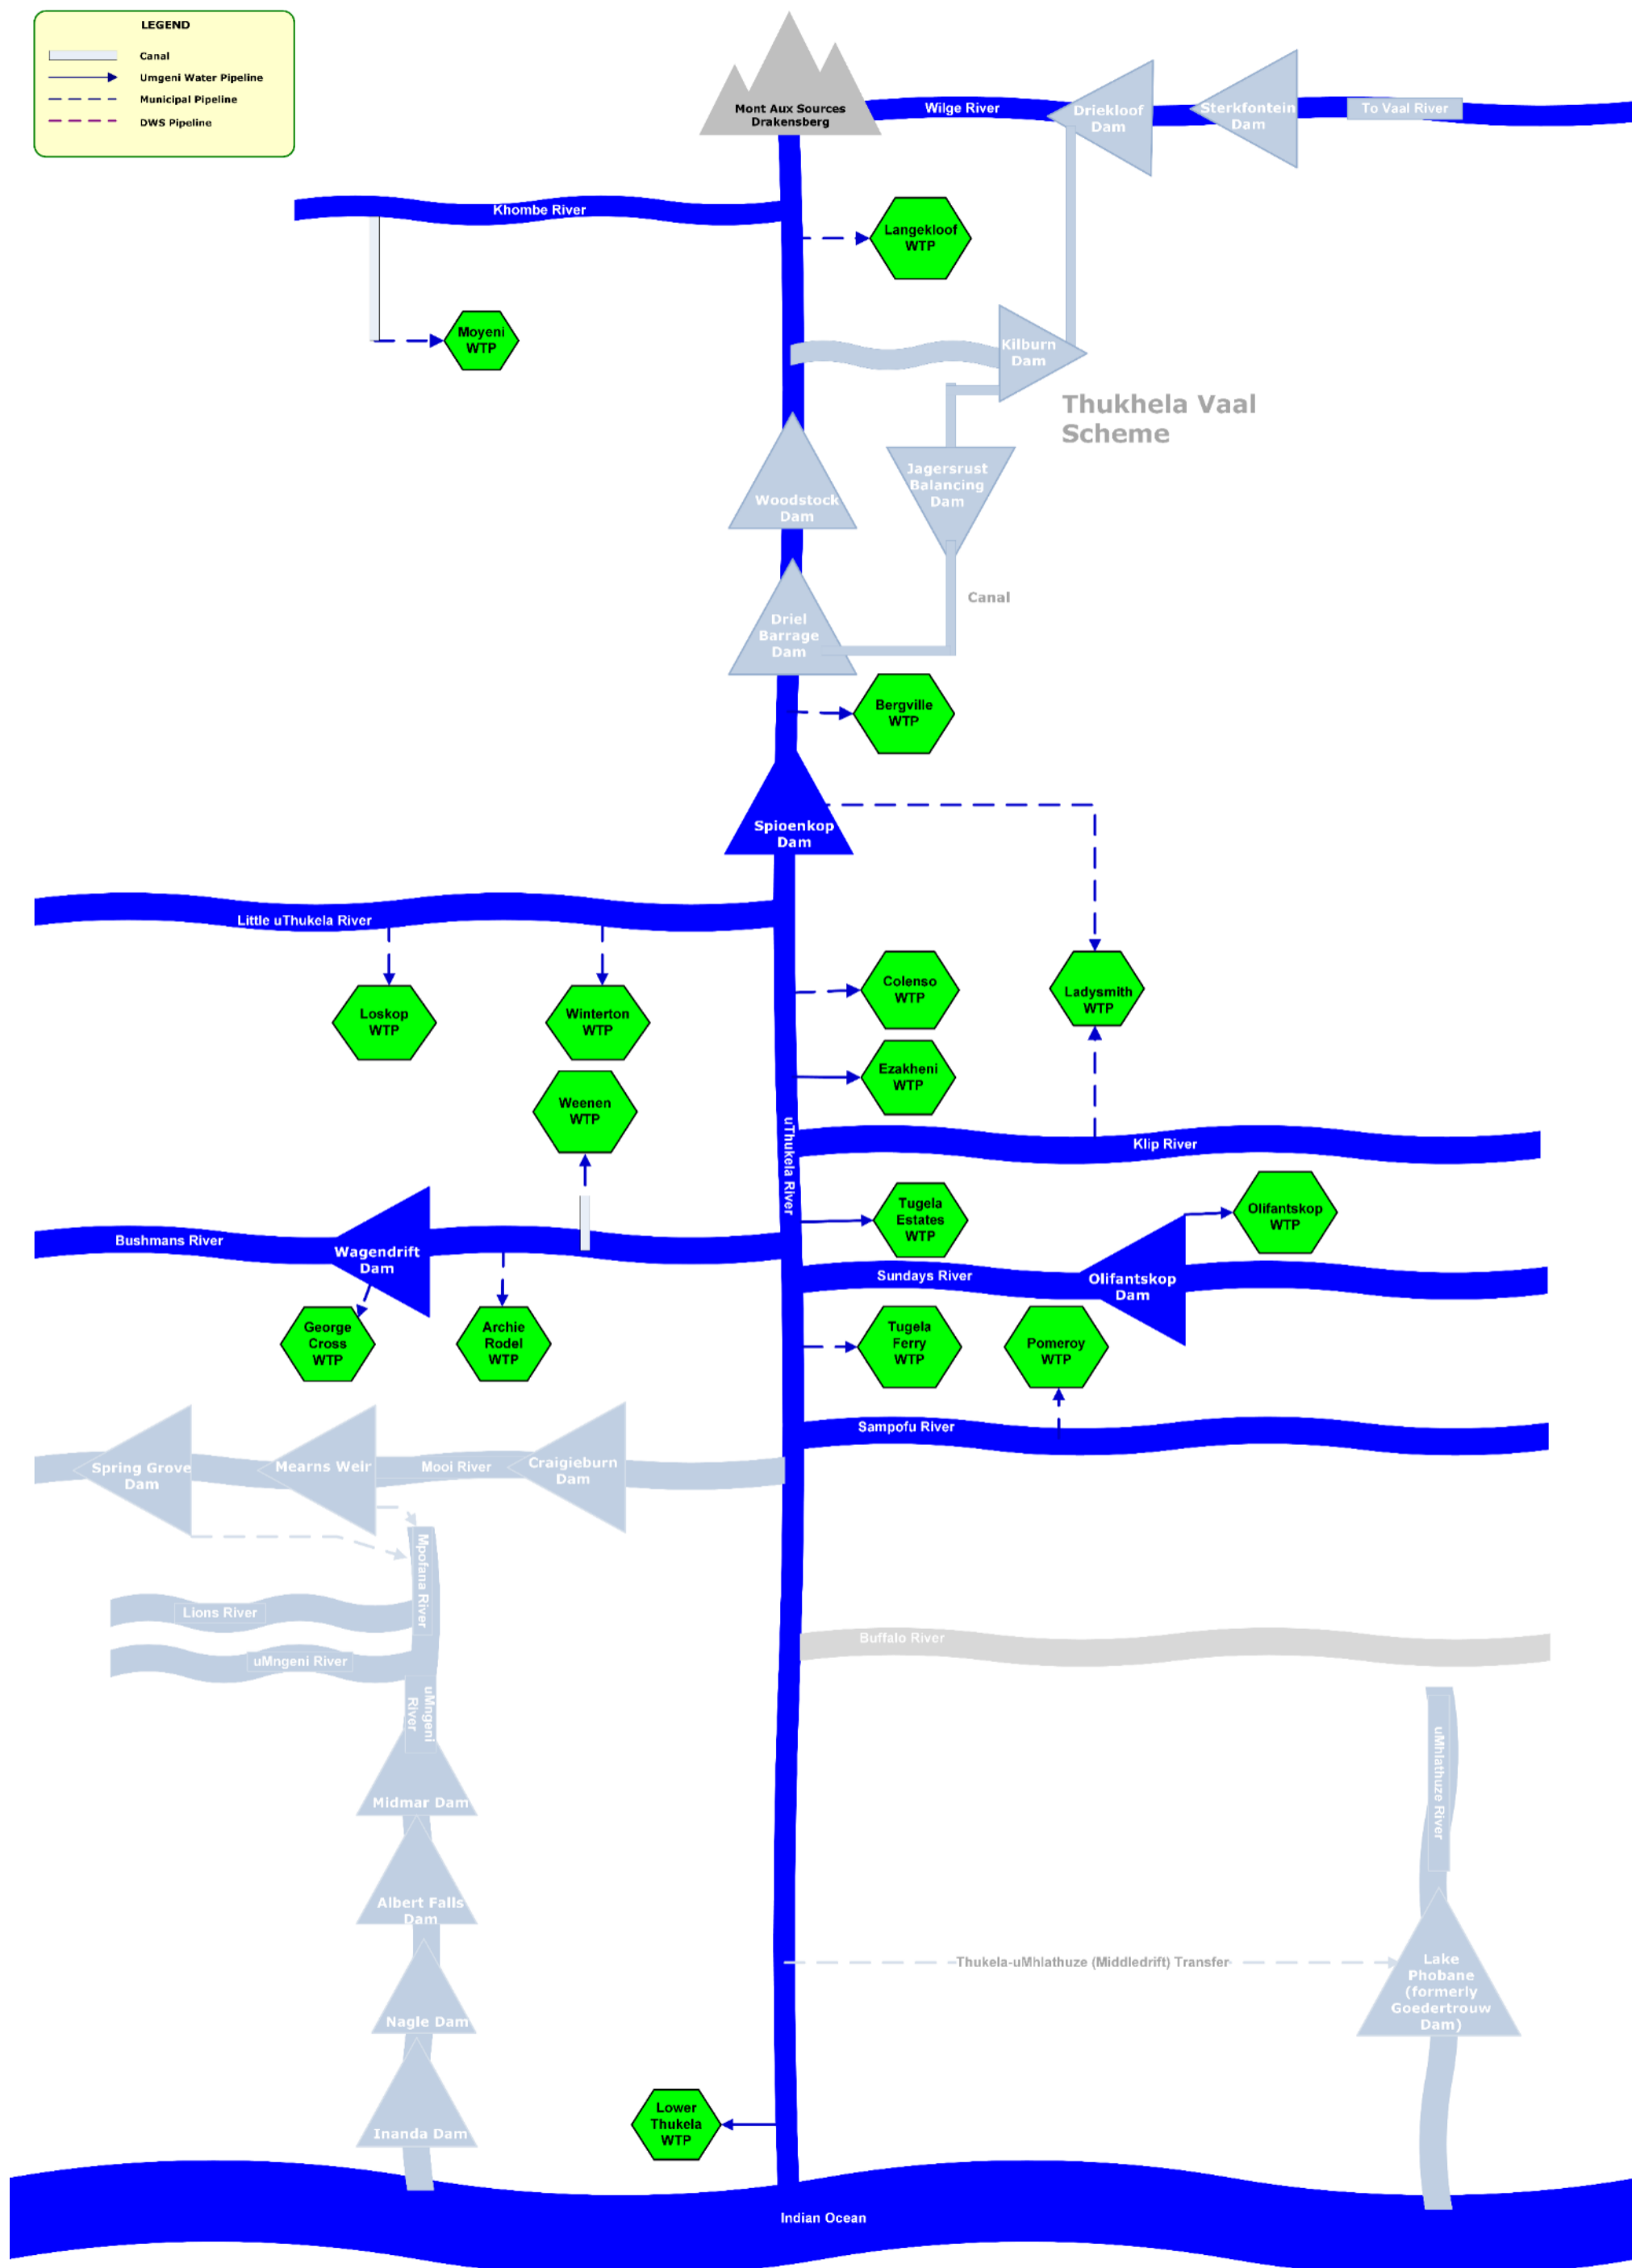 LEGEND
Canal
Umgeni Water Pipeline
Municipal Pipeline
DWS Pipeline
Mont Aux Sources
Drakensberg
Wilge River
Driekloof
Dam
Sterkfontein
Dam
To Vaal River
Khombe River
Langekloof
WTP
Moyeni
WTP
Kilburn
Dam
Thukhela Vaal
Scheme
Woodstock
Dam
Jagersrust
Balancing
Dam
Canal
Driel
Barrage
Dam
Bergville
WTP
Spioenkop
Dam
Little uThukela River
Loskop
WTP
Winterton
WTP
Colenso
WTP
Ladysmith
WTP
Ezakheni
WTP
Weenen
WTP
uThukela River
Klip River
Tugela
Estates
WTP
Olifantskop
WTP
Bushmans River
Wagendrift
Dam
Sundays River
Olifantskop
Dam
George
Cross
WTP
Archie
Rodel
WTP
Tugela
Ferry
WTP
Pomeroy
WTP
Sampofu River
Spring Grove
Dam
Mearns Weir
Mooi River
Craigieburn
Dam
Mpofana River
Lions River
uMngeni River
Buffalo River
uMngeni
River
uMhlathuze River
Midmar Dam
Albert Falls
Dam
Thukela-uMhlathuze (Middledrift) Transfer
Lake
Phobane
(formerly
Goedertrouw
Dam)
Nagle Dam
Lower
Thukela
WTP
Inanda Dam
Indian Ocean